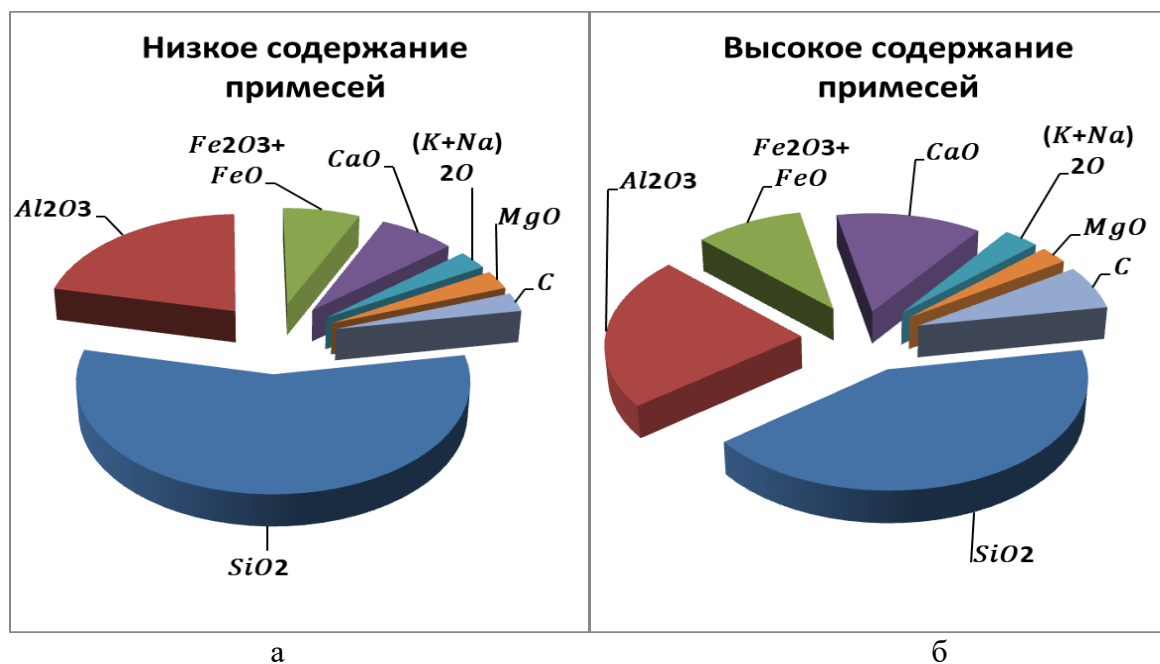 Низкое содержание
примесей
Fe2O3+
FeO
CaO
(K+Na)
2O
Al2O3
MgO
C
SiO2
Высокое содержание
примесей
Fe2O3+
FeO
CaO
(K+Na)
2O
Al2O3
MgO
C
SiO2
а
б